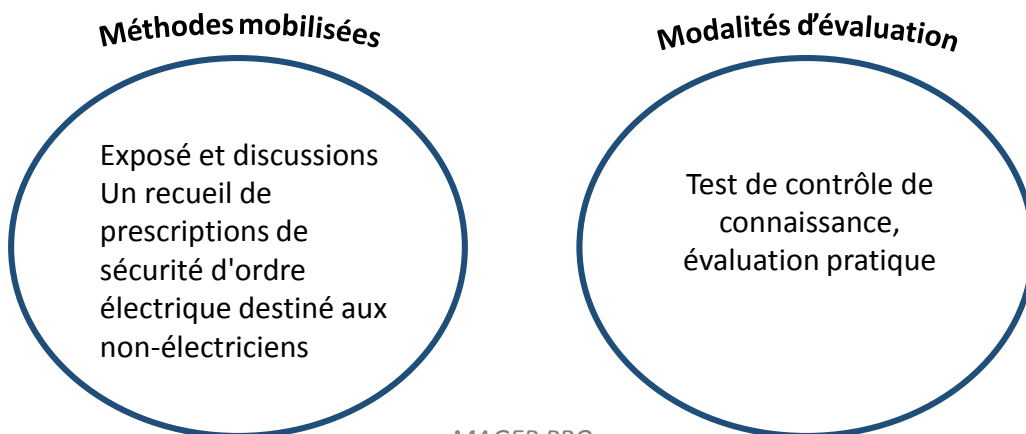 Méthodes mobilisées
Exposé et discussions
Un recueil de
prescriptions de
sécurité d'ordre
électrique destiné aux
non-électriciens
Modalités d'évaluation
Test de contrôle de
connaissance,
évaluation pratique